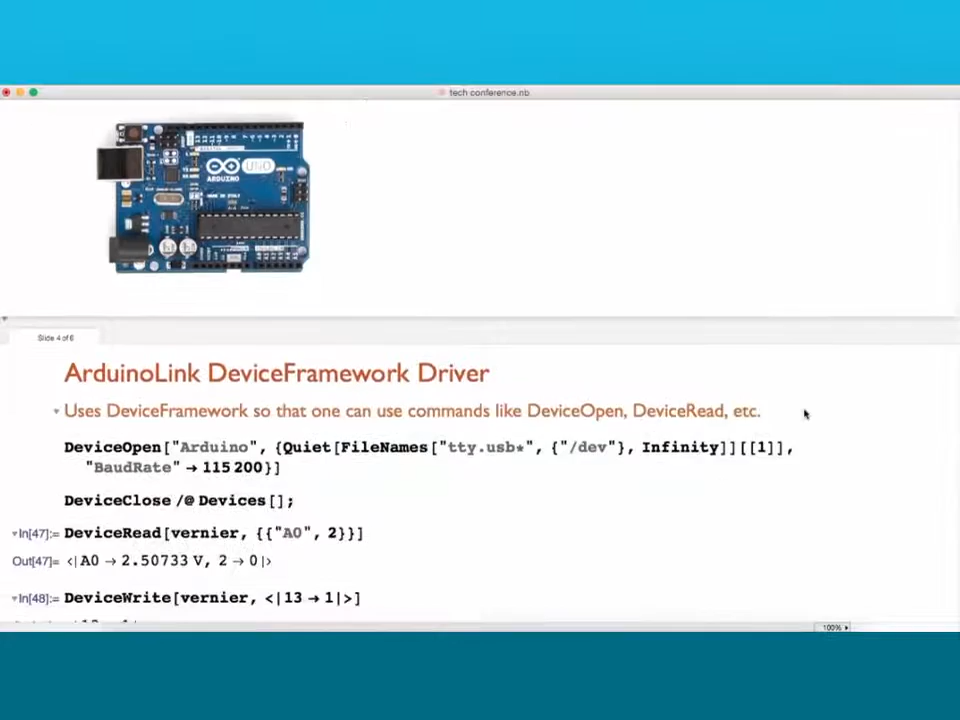 tech conference.nb
ARDUINO
UNO
Slide 4 of 6
ArduinoLink DeviceFramework Driver
Uses DeviceFramework so that one can use commands like DeviceOpen, DeviceRead, etc.
DeviceOpen["Arduino", {Quiet[FileNames["tty.usb*", {"/dev"}, Infinity]][[1]],
"BaudRate" → 115 200}]
DeviceClose /@ Devices[];
In[47]:= DeviceRead[vernier, {{"A0", 2}}]
Out[47]= <|A0 → 2.50733 V, 2 → 0|>
In[48]:= DeviceWrite[vernier, <|13 → 1|>]
100%